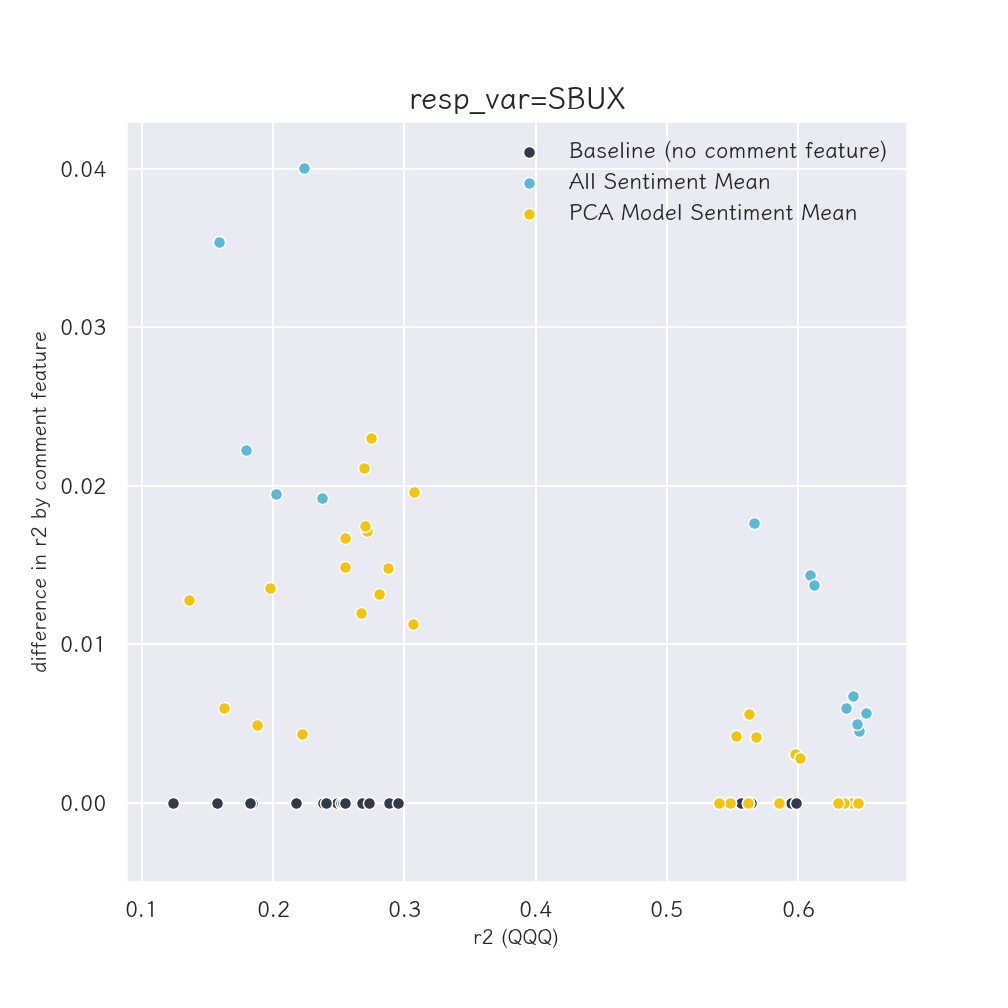 resp_var=SBUX
Baseline (no comment feature)
All Sentiment Mean
PCA Model Sentiment Mean
0.04
0.03
0.02
0.01
0.00
difference in r2 by comment feature
0.1 0.2 0.3 0.4 0.5 0.6
r2 (QQQ)